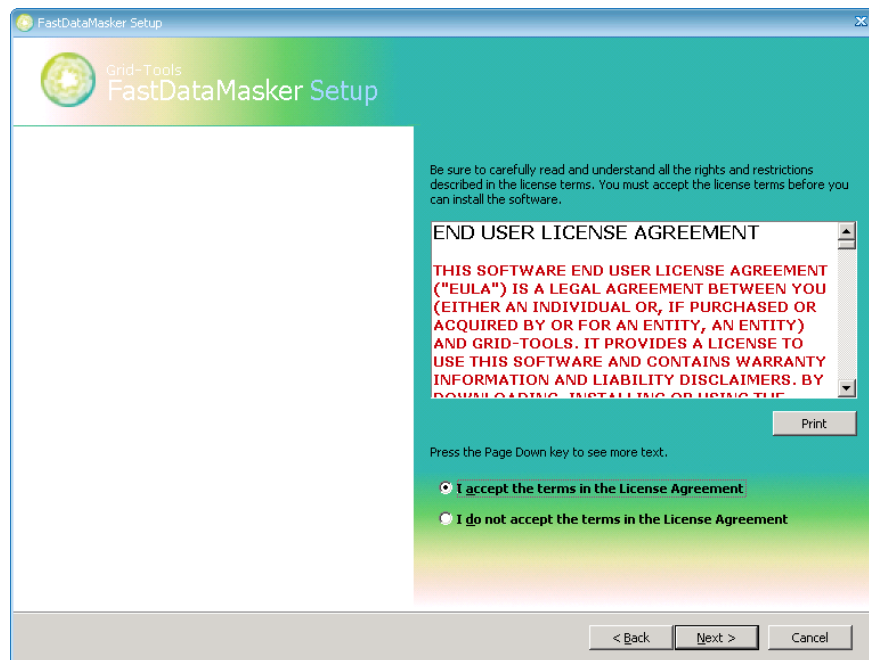 FastDataMasker Setup
Grid-Tools
FastDataMasker Setup
Be sure to carefully read and understand all the rights and restrictions
described in the license terms. You must accept the license terms before you
can install the software.
END USER LICENSE AGREEMENT
THIS SOFTWARE END USER LICENSE AGREEMENT
("EULA") IS A LEGAL AGREEMENT BETWEEN YOU
(EITHER AN INDIVIDUAL OR, IF PURCHASED OR
ACQUIRED BY OR FOR AN ENTITY, AN ENTITY)
AND GRID-TOOLS. IT PROVIDES A LICENSE TO
USE THIS SOFTWARE AND CONTAINS WARRANTY
INFORMATION AND LIABILITY DISCLAIMERS. BY
DOWNLOADING, INSTALLING OR USING THE
Print
Press the Page Down key to see more text.
I accept the terms in the License Agreement
I do not accept the terms in the License Agreement
< Back Next > Cancel